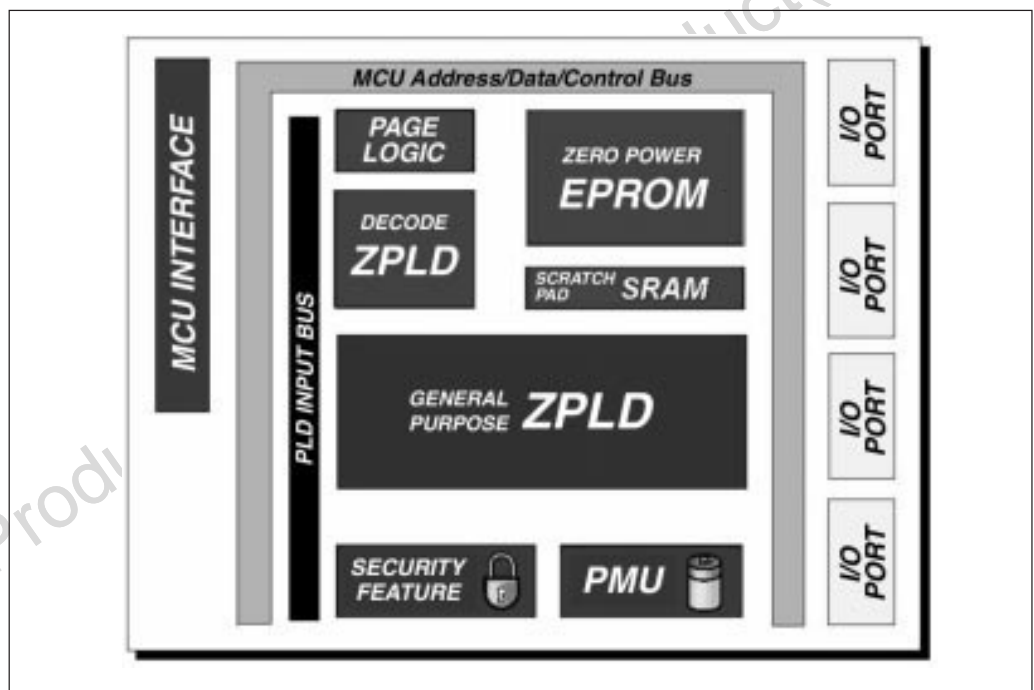 MCU Address/Data/Control Bus
MCU INTERFACE
PLD INPUT BUS
PAGE
LOGIC
DECODE
ZPLD
ZERO POWER
EPROM
SCRATCH
PAD
SRAM
GENERAL
PURPOSE
ZPLD
SECURITY
FEATURE
PMU
I/O
PORT
I/O
PORT
I/O
PORT
I/O
PORT